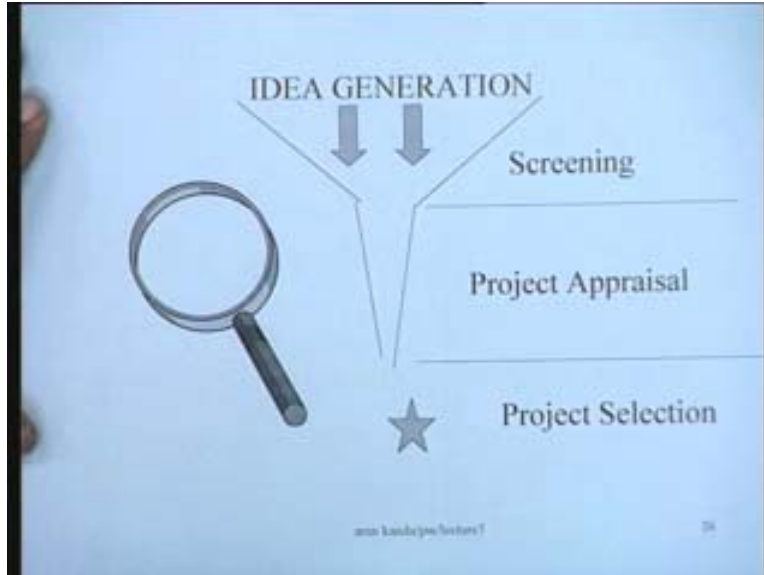 IDEA GENERATION
Screening
Project Appraisal
Project Selection